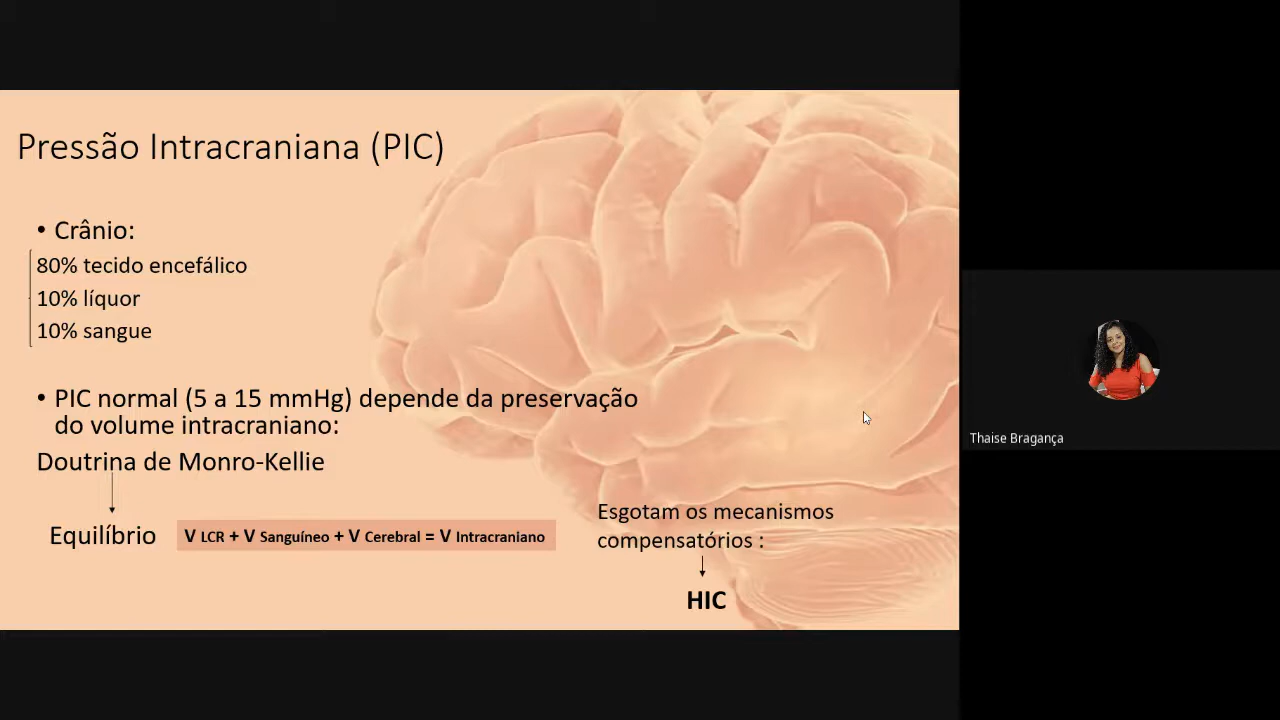 Pressão Intracraniana (PIC)
• Crânio:
80% tecido encefálico
10% líquor
10% sangue
• PIC normal (5 a 15 mmHg) depende da preservação
do volume intracraniano:
Doutrina de Monro-Kellie
Equilíbrio
V LCR + V Sanguíneo + V Cerebral = V Intracraniano
Esgotam os mecanismos
compensatórios :
HIC
Thaise Bragança